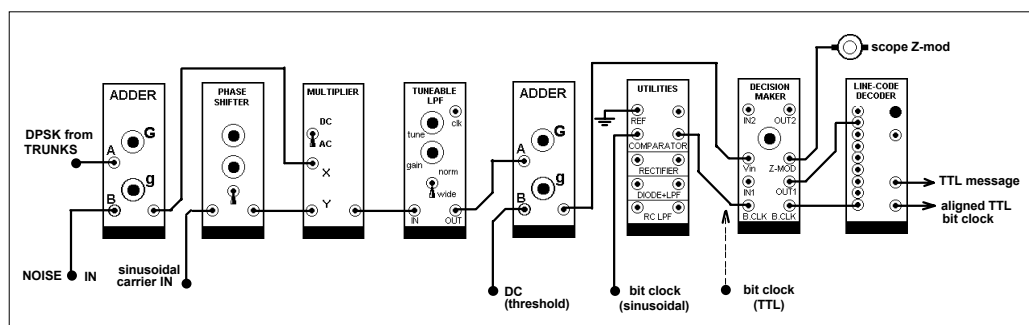 ADDER
G
g
A
B
DPSK from
TRUNKS
NOISE IN
PHASE
SHIFTER
sinusoidal
carrier IN
MULTIPLIER
DC
AC
X
Y
TUNEABLE
LPF
clk
tune
gain
norm
wide
IN
OUT
ADDER
G
g
A
B
DC
(threshold)
UTILITIES
REF
COMPARATOR
RECTIFIER
DIODE+LPF
RC LPF
bit clock
(sinusoidal)
DECISION
MAKER
IN2
OUT2
Vin
Z-MOD
IN1
OUT1
B.CLK
B.CLK
bit clock
(TTL)
scope Z-mod
LINE-CODE
DECODER
TTL message
aligned TTL
bit clock